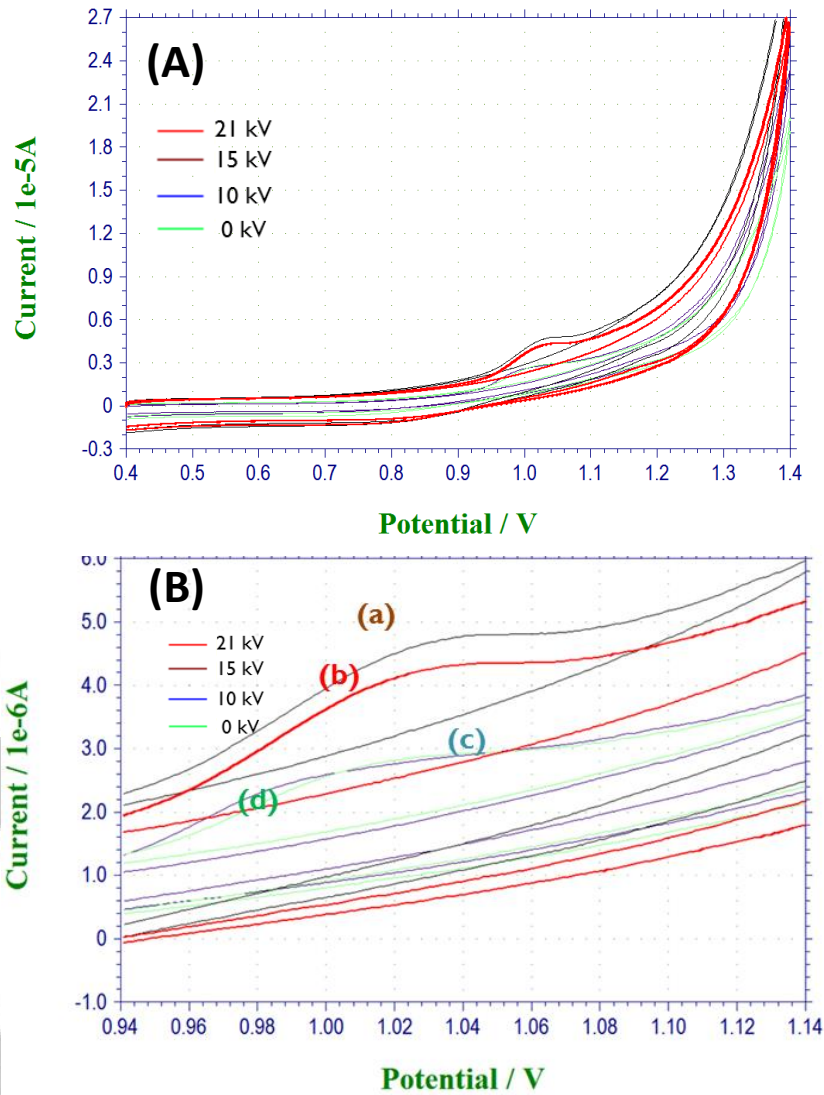 (A)
2.7
2.4
2.1
1.8
1.5
1.2
0.9
0.6
0.3
0
-0.3
Current / 1e-5A
21 kV
15 kV
10 kV
0 kV
0.4 0.5 0.6 0.7 0.8 0.9 1.0 1.1 1.2 1.3 1.4
Potential / V
(B)
6.0
5.0
4.0
3.0
2.0
1.0
0
-1.0
Current / 1e-6A
21 kV
15 kV
10 kV
0 kV
(a)
(b)
(c)
(d)
0.94 0.96 0.98 1.00 1.02 1.04 1.06 1.08 1.10 1.12 1.14
Potential / V